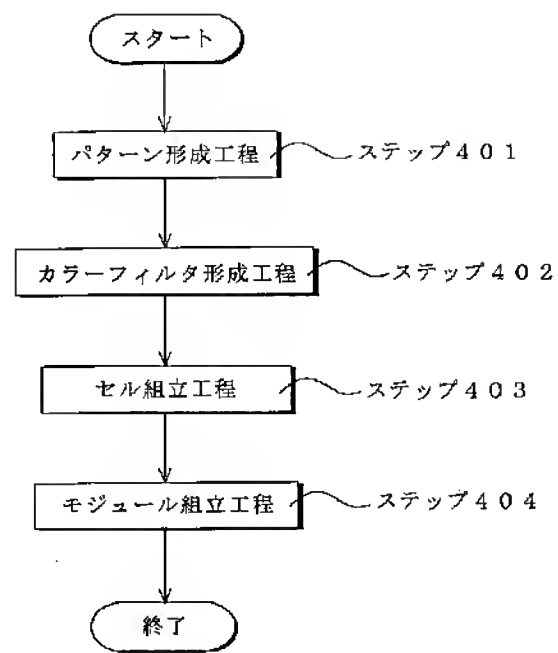 スタート
パターン形成工程 ステップ401
カラーフィルタ形成工程 ステップ402
セル組立工程 ステップ403
モジュール組立工程 ステップ404
終了